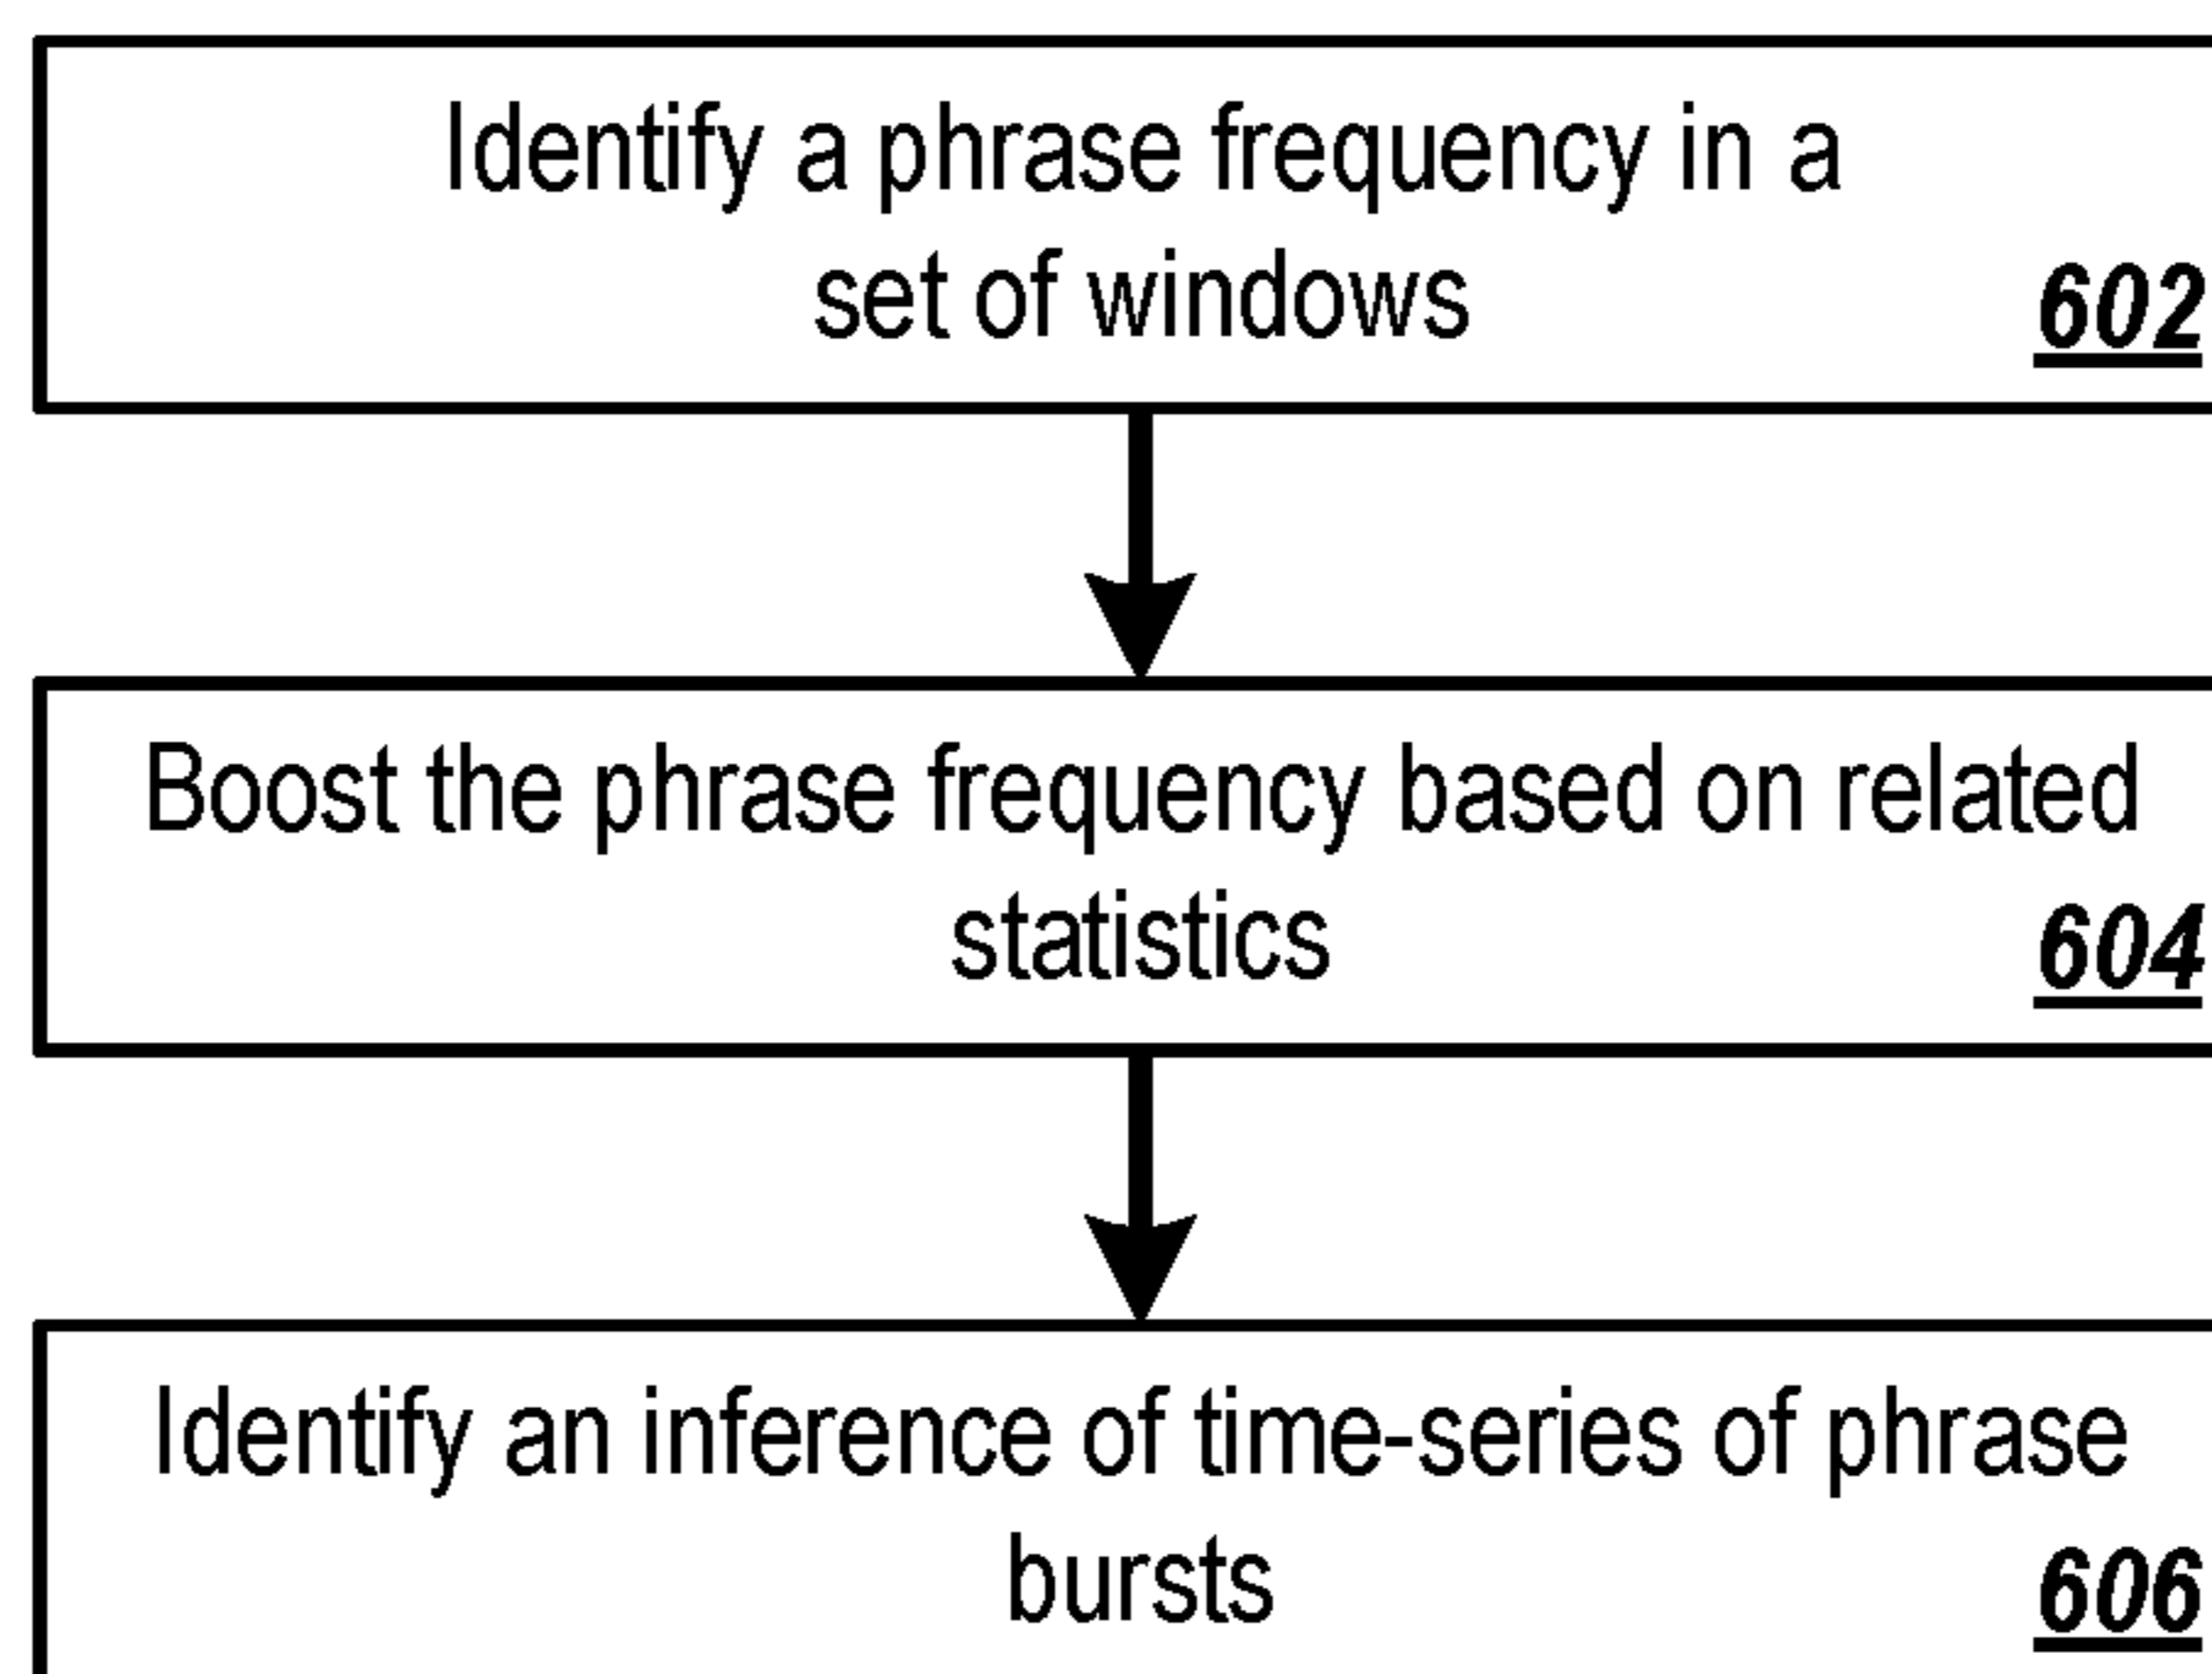 Identify a phrase frequency in a
set of windows
602
Boost the phrase frequency based on related
statistics
604
Identify an inference of time-series of phrase
bursts
606